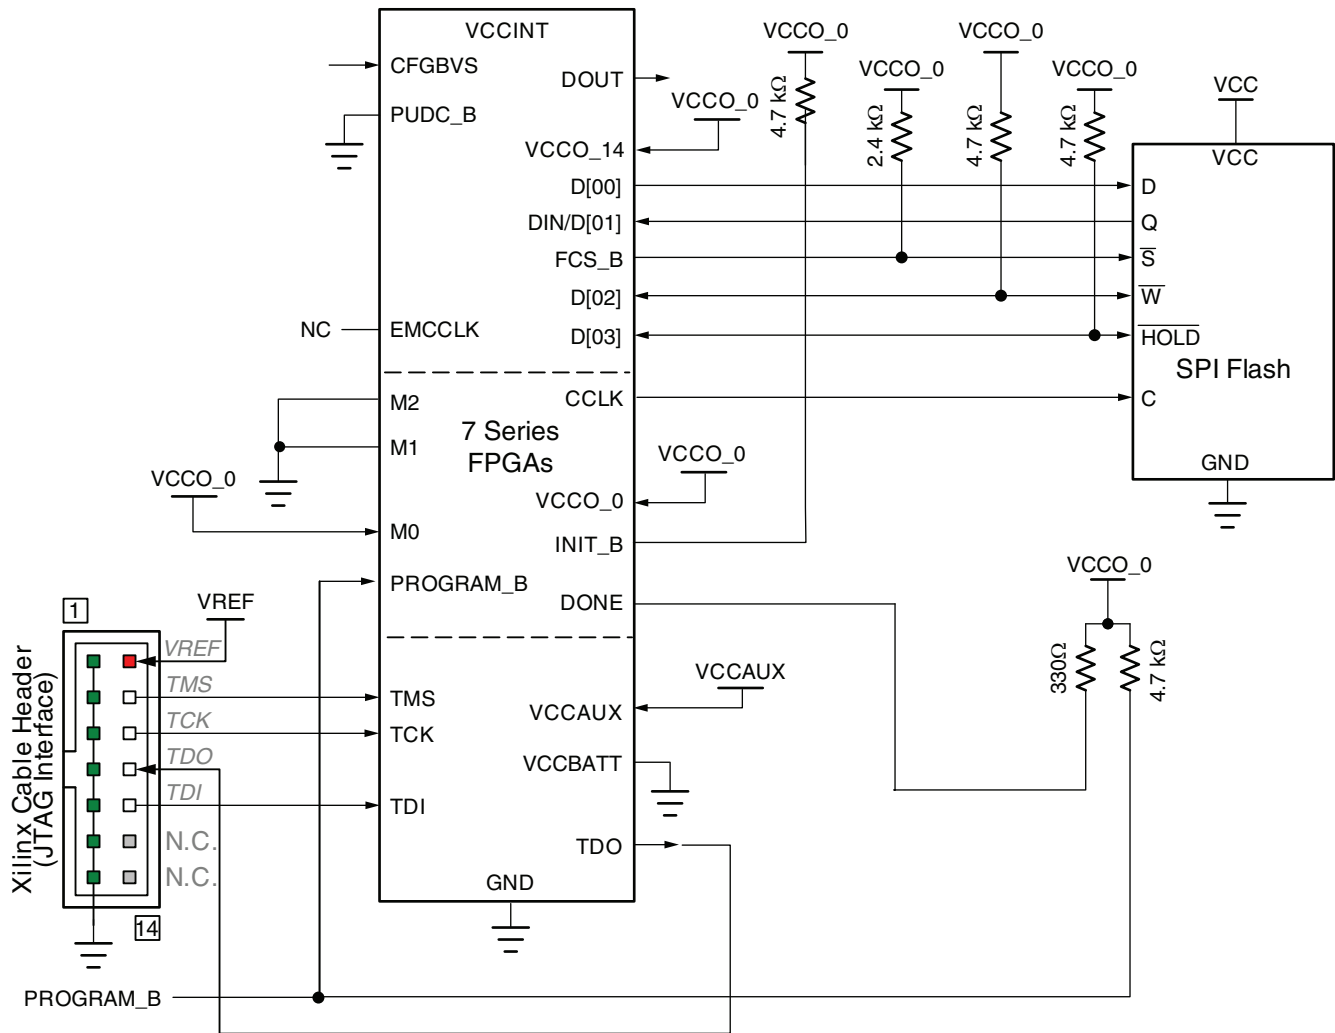 VCCINT
CFGBVS
PUDC_B
DOUT
VCCO_0
VCCO_14
D[00]
DIN/D[01]
FCS_B
D[02]
D[03]
NC
EMCCLK
VCCO_0
4.7 kΩ
VCCO_0
2.4 kΩ
VCCO_0
4.7 kΩ
VCCO_0
4.7 kΩ
VCC
VCC
D
Q
S
W
HOLD
SPI Flash
C
GND
M2
M1
VCCO_0
M0
PROGRAM_B
7 Series
FPGAs
CCLK
VCCO_0
VCCO_0
INIT_B
DONE
VCCO_0
330Ω
4.7 kΩ
1
VREF
VREF
TMS
TCK
TDO
TDI
N.C.
N.C.
14
Xilinx Cable Header
(JTAG Interface)
TMS
TCK
TDI
VCCAUX
VCCAUX
VCCBATT
TDO
GND
PROGRAM_B